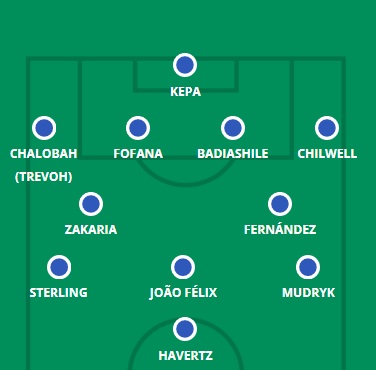 KEPA
CHALOBAH FOFANA BADIASHILE CHILWELL
(TREVOH)
ZAKARIA FERNÁNDEZ
STERLING JOÃO FÉLIX MUDRYK
HAVERTZ